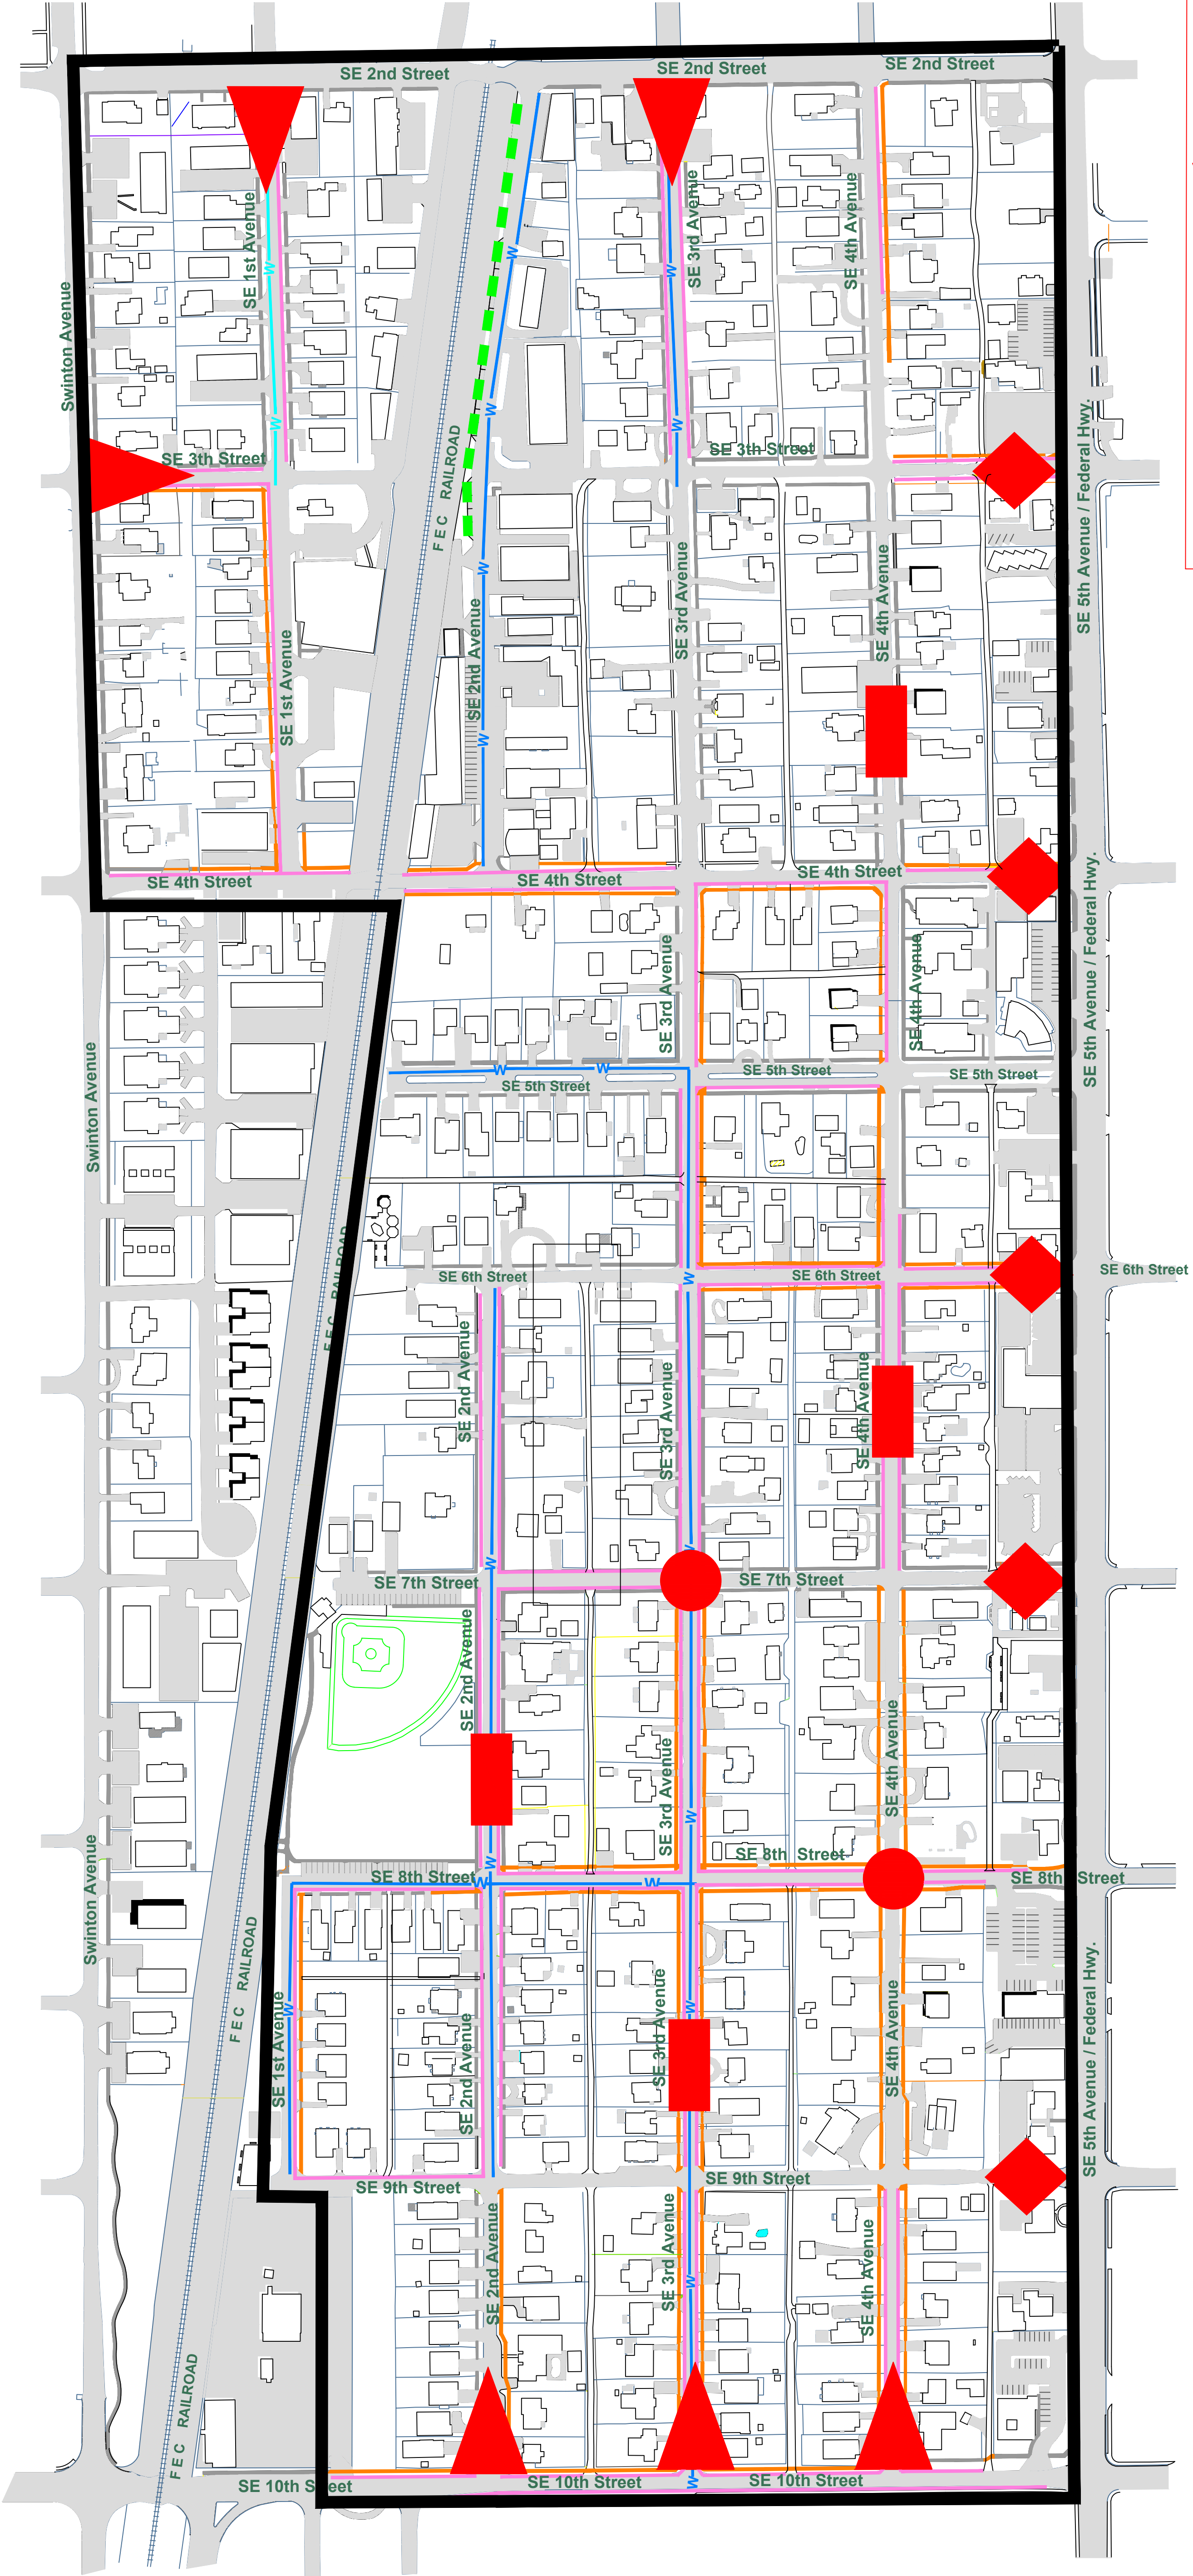 SE 2nd Street
SE 2nd Street
SE 2nd Street
SE 1st Avenue
SE 3rd Avenue
SE 4th Avenue
W
W
W
Swinton Avenue
W
W
W
SE 3th Street
SE 3th Street
F E C RAILROAD
SE 5th Avenue / Federal Hwy.
W
SE 1st Avenue
SE 2nd Avenue
SE 3rd Avenue
SE 4th Avenue
W
SE 4th Street
SE 4th Street
SE 4th Street
SE 5th Avenue / Federal Hwy.
SE 3rd Avenue
SE 4th Avenue
Swinton Avenue
W
W
SE 5th Street
SE 5th Street
SE 5th Street
F E C RAILROAD
SE 6th Street
W
SE 6th Street
SE 6th Street
SE 2nd Avenue
SE 3rd Avenue
SE 4th Avenue
W
W
SE 7th Street
SE 7th Street
SE 2nd Avenue
SE 3rd Avenue
SE 4th Avenue
W
SE 8th Street
W
SE 8th Street
W
W
SE 8th Street
Swinton Avenue
F E C RAILROAD
SE 1st Avenue
W
SE 2nd Avenue
SE 3rd Avenue
W
SE 4th Avenue
SE 5th Avenue / Federal Hwy.
SE 9th Street
SE 9th Street
SE 2nd Avenue
SE 3rd Avenue
W
SE 4th Avenue
F E C RAILROAD
SE 10th Street
SE 10th Street
W
SE 10th Street